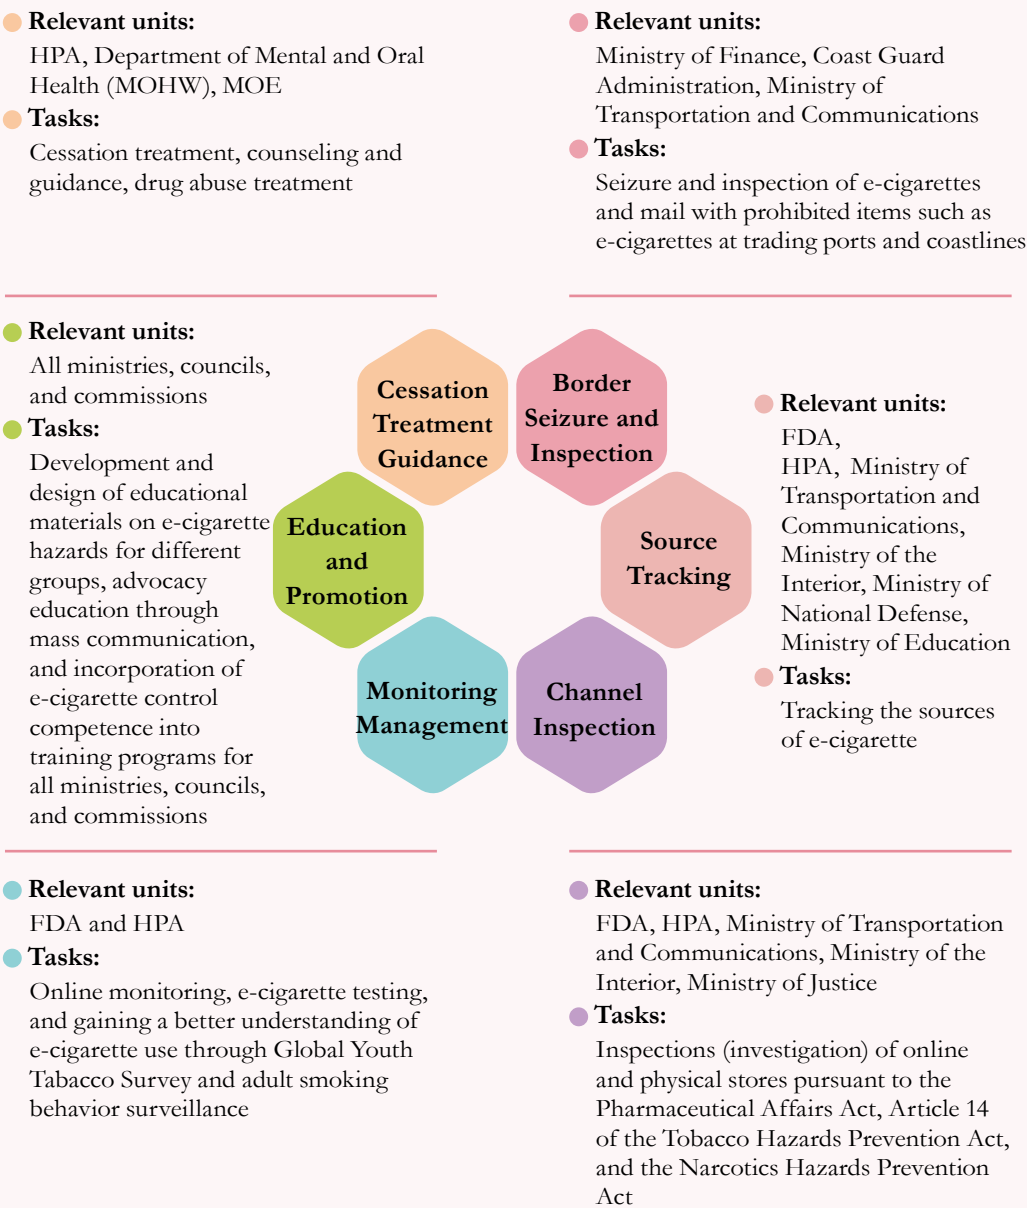 Relevant units:
HPA, Department of Mental and Oral
Health (MOHW), MOE
Tasks:
Cessation treatment, counseling and
guidance, drug abuse treatment
Relevant units:
Ministry of Finance, Coast Guard
Administration, Ministry of
Transportation and Communications
Tasks:
Seizure and inspection of e-cigarettes
and mail with prohibited items such as
e-cigarettes at trading ports and coastlines
Relevant units:
All ministries, councils,
and commissions
Tasks:
Development and
design of educational
materials on e-cigarette
hazards for different
groups, advocacy
education through
mass communication,
and incorporation of
e-cigarette control
competence into
training programs for
all ministries, councils,
and commissions
Cessation
Treatment
Guidance
Border
Seizure and
Inspection
Education
and
Promotion
Source
Tracking
Monitoring
Management
Channel
Inspection
Relevant units:
FDA,
HPA, Ministry of
Transportation and
Communications,
Ministry of the
Interior, Ministry of
National Defense,
Ministry of Education
Tasks:
Tracking the sources
of e-cigarette
Relevant units:
FDA and HPA
Tasks:
Online monitoring, e-cigarette testing,
and gaining a better understanding of
e-cigarette use through Global Youth
Tabacco Survey and adult smoking
behavior surveillance
Relevant units:
FDA, HPA, Ministry of Transportation
and Communications, Ministry of the
Interior, Ministry of Justice
Tasks:
Inspections (investigation) of online
and physical stores pursuant to the
Pharmaceutical Affairs Act, Article 14
of the Tobacco Hazards Prevention Act,
and the Narcotics Hazards Prevention
Act